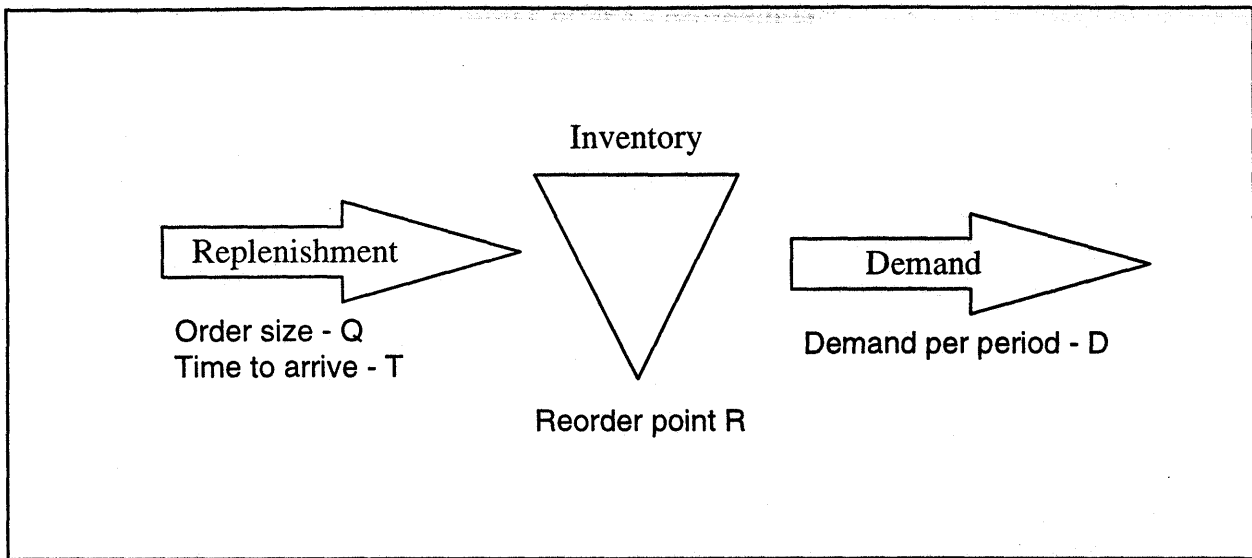 Inventory
Replenishment
Demand
Order size - Q
Time to arrive - T
Demand per period - D
Reorder point R